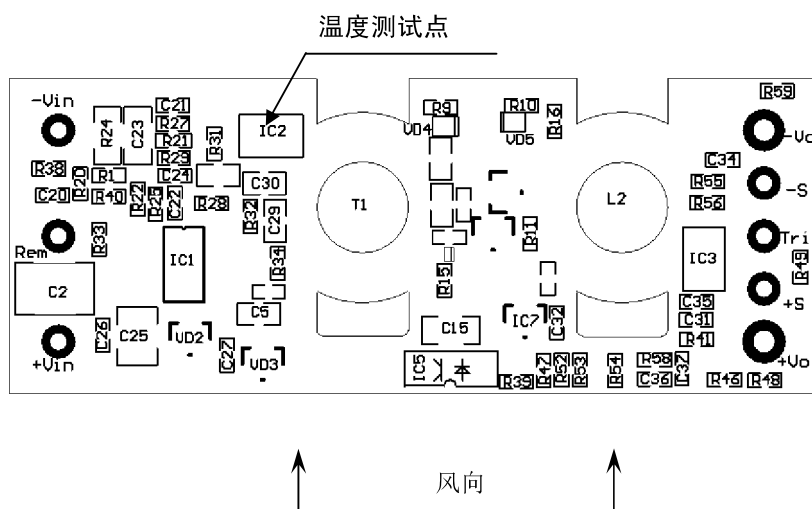 温度测试点
R59
-Vin
C21
R9
R10
R27
R24
C23
IC2
R16
R31
VD4
-Vo
R21
VD5
R29
C34
R38
R1
C24
R20
C30
R55
-S
C20
R40
R22
R25
C22
R28
T1
L2
R56
R32
C29
R33
R11
Tri
Rem
IC1
R34
IC3
R49
R15
C2
C35
+S
C5
IC7
C32
C31
C26
C25
VD2
C15
R41
+Vin
C27
VD3
IC5
R47
R52
R53
R54
R58
C37
+Vo
R39
C36
R46
R48
风向